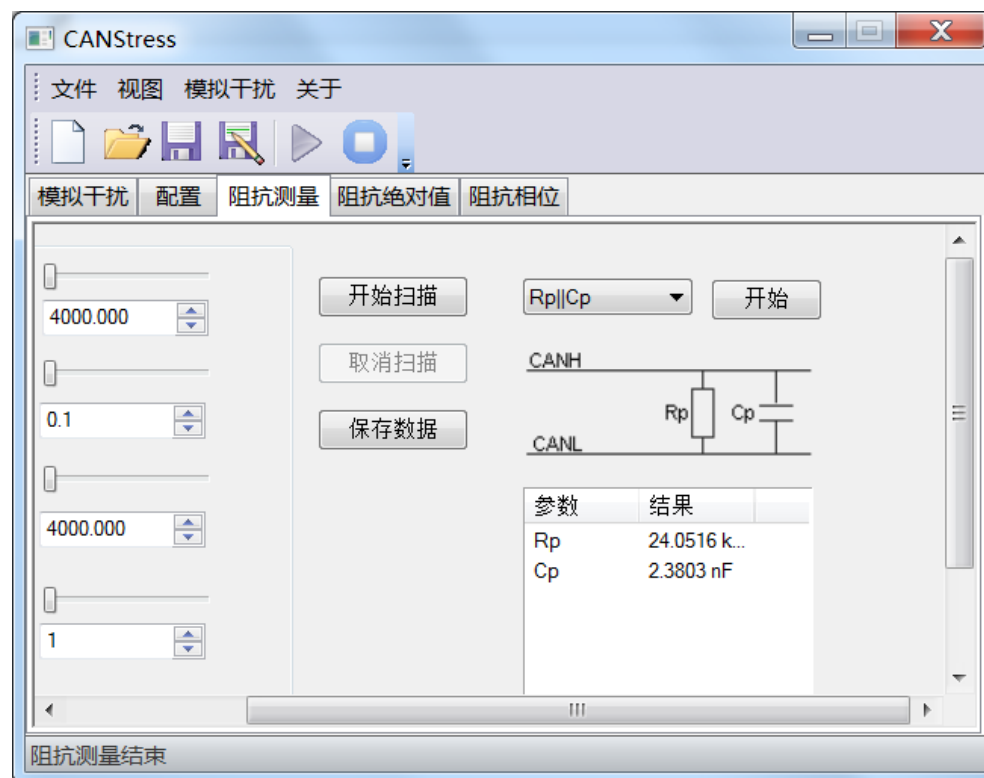 CANStress
文件 视图 模拟干扰 关于
模拟干扰 配置 阻抗测量 阻抗绝对值 阻抗相位
4000.000
0.1
4000.000
1
开始扫描
取消扫描
保存数据
Rp||Cp 开始
CANH
Rp Cp
CANL
参数 结果
Rp 24.0516 k...
Cp 2.3803 nF
阻抗测量结束